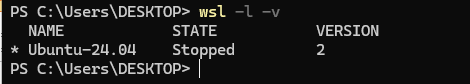 PS C:\Users\DESKTOP> wsl -l -v
  NAME            STATE           VERSION
* Ubuntu-24.04    Stopped         2
PS C:\Users\DESKTOP>